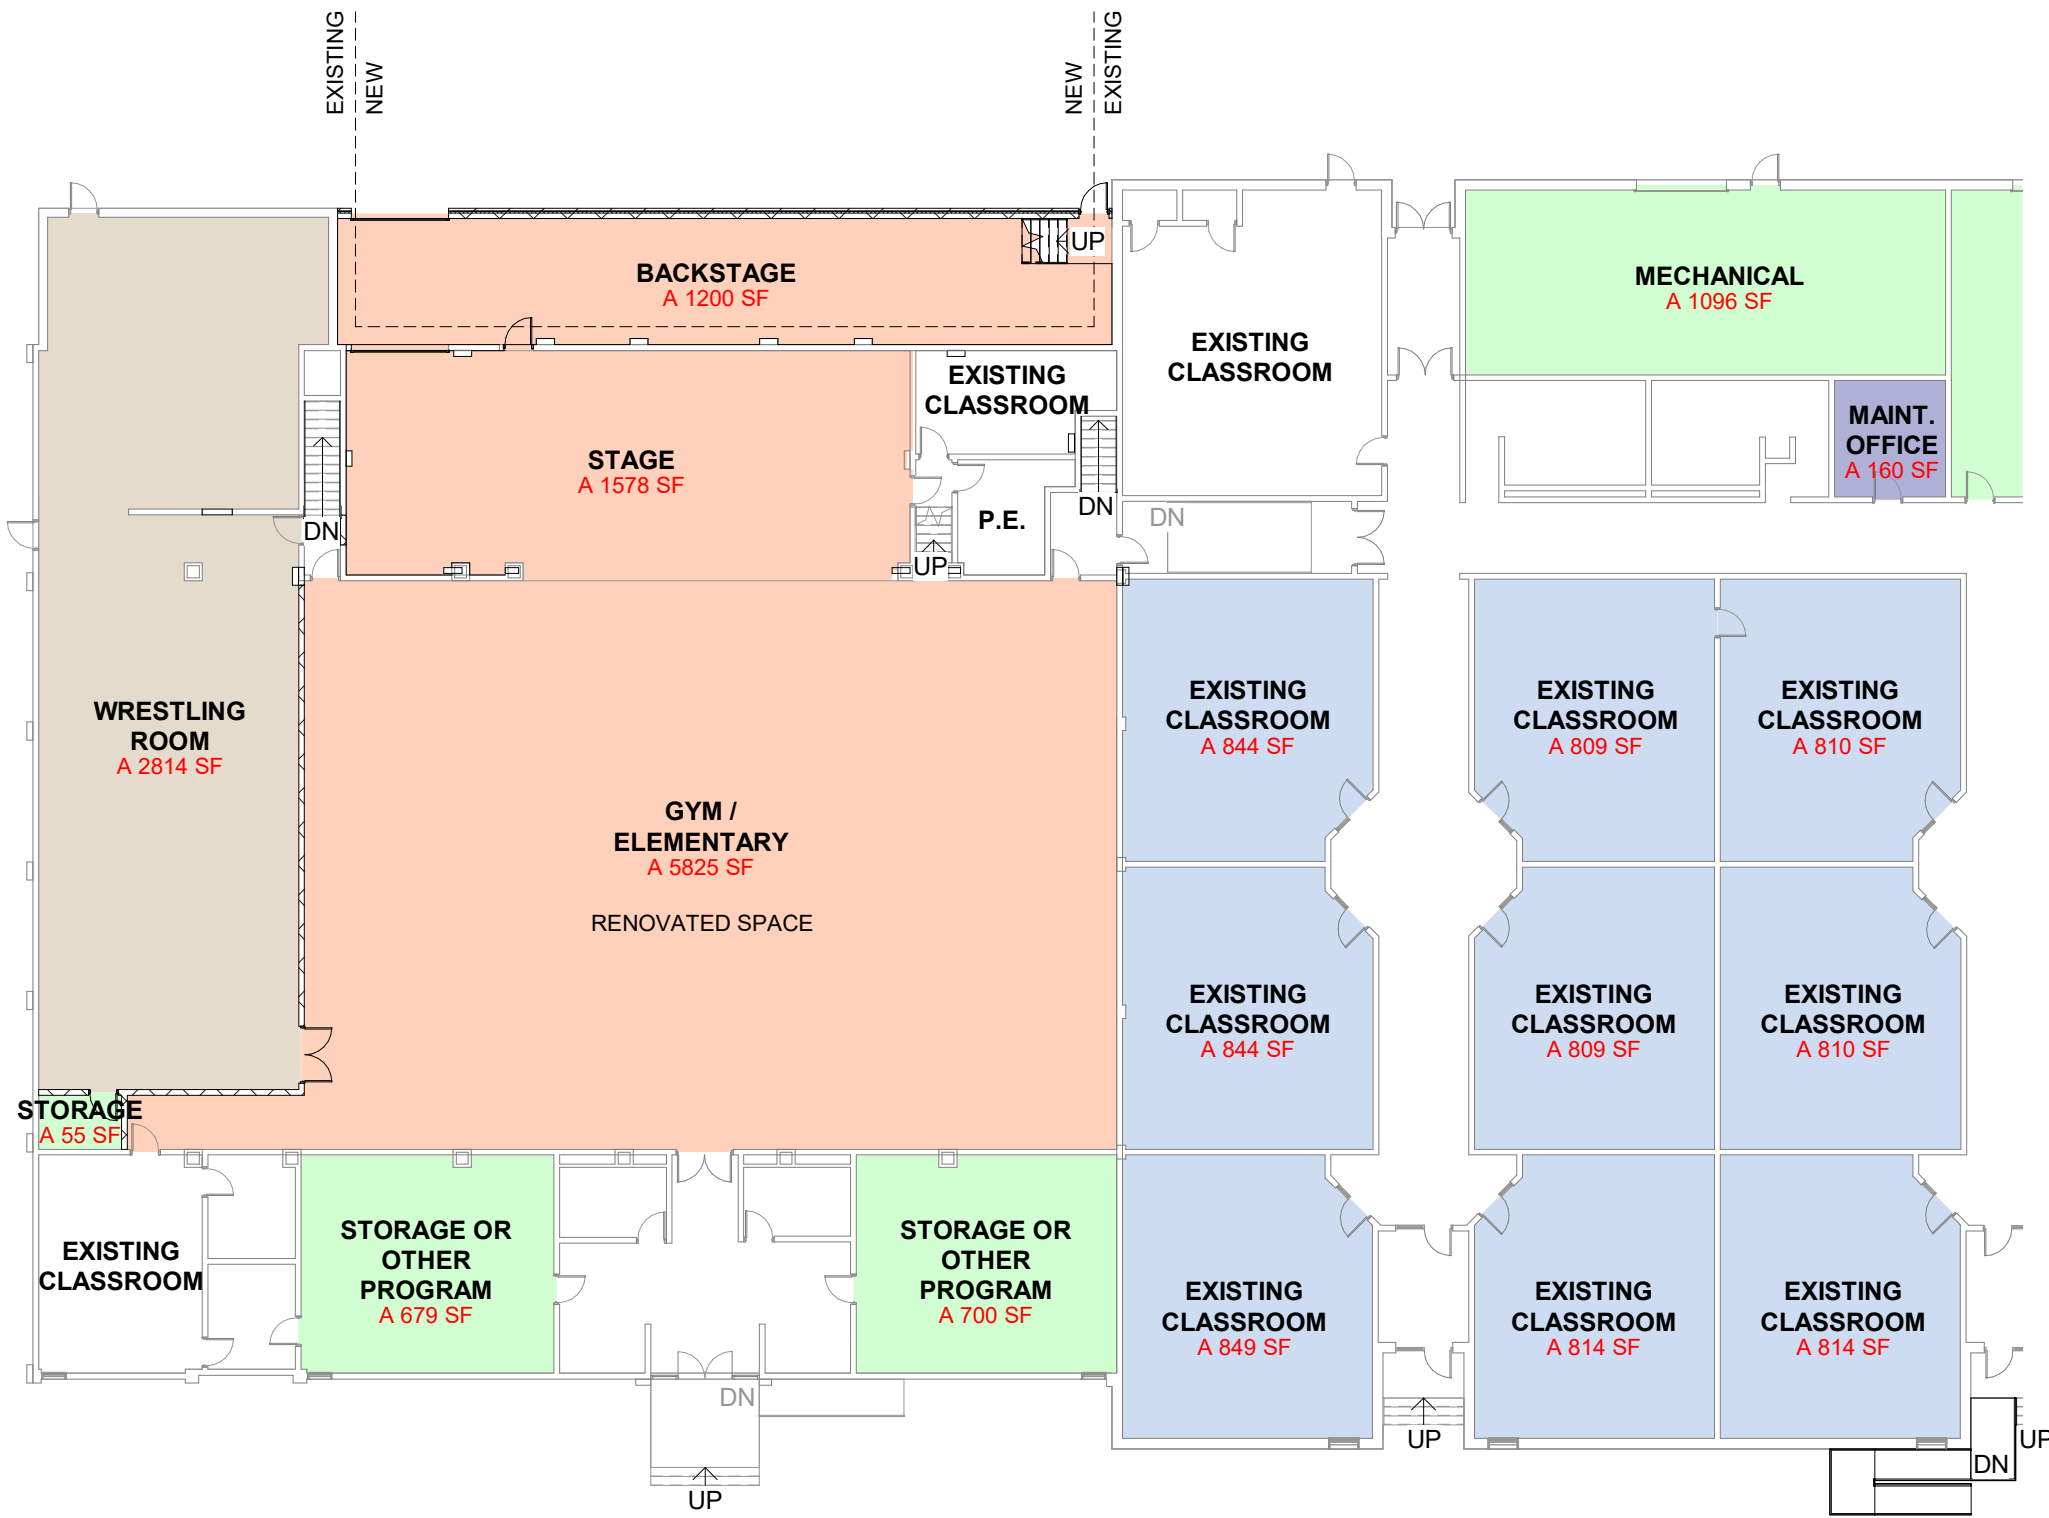 EXISTING
NEW
NEW
EXISTING
UP
BACKSTAGE
A 1200 SF
MECHANICAL
A 1096 SF
EXISTING
CLASSROOM
EXISTING
CLASSROOM
MAINT.
OFFICE
A 160 SF
STAGE
A 1578 SF
DN
DN
DN
P.E.
UP
WRESTLING
ROOM
A 2814 SF
GYM /
ELEMENTARY
A 5825 SF
RENOVATED SPACE
EXISTING
CLASSROOM
A 844 SF
EXISTING
CLASSROOM
A 809 SF
EXISTING
CLASSROOM
A 810 SF
EXISTING
CLASSROOM
A 844 SF
EXISTING
CLASSROOM
A 809 SF
EXISTING
CLASSROOM
A 810 SF
STORAGE
A 55 SF
EXISTING
CLASSROOM
STORAGE OR
OTHER
PROGRAM
A 679 SF
STORAGE OR
OTHER
PROGRAM
A 700 SF
EXISTING
CLASSROOM
A 849 SF
EXISTING
CLASSROOM
A 814 SF
EXISTING
CLASSROOM
A 814 SF
DN
UP
UP
DN
UP